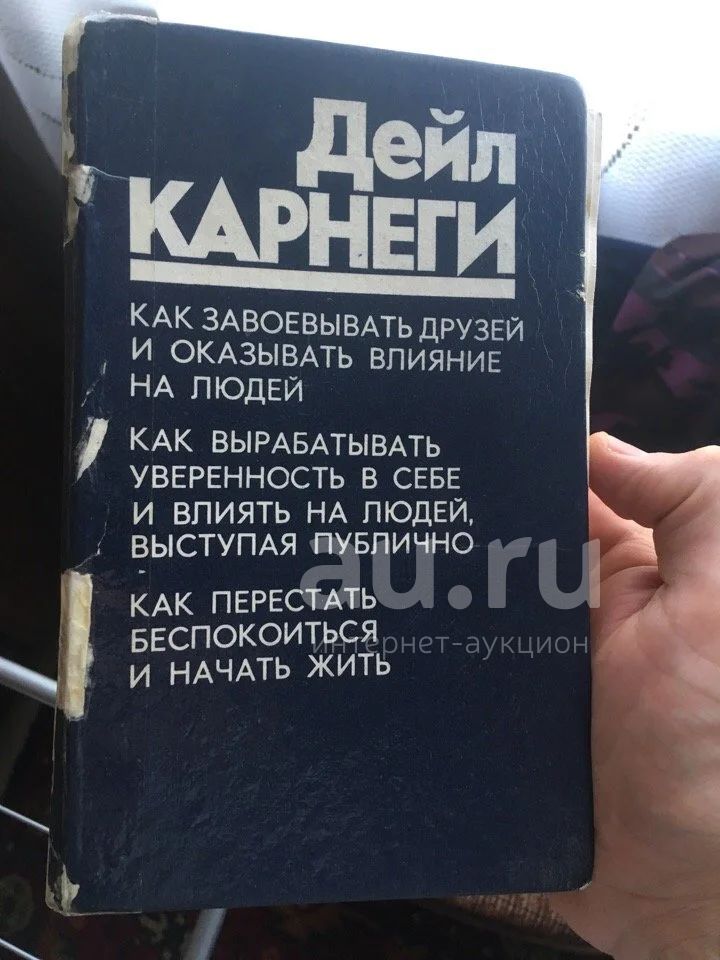 Дейл
КАРНЕГИ
КАК ЗАВОЕВЫВАТЬ ДРУЗЕЙ
И ОКАЗЫВАТЬ ВЛИЯНИЕ
НА ЛЮДЕЙ
КАК ВЫРАБАТЫВАТЬ
УВЕРЕННОСТЬ В СЕБЕ
И ВЛИЯТЬ НА ЛЮДЕЙ,
ВЫСТУПАЯ ПУБЛИЧНО
au.ru
КАК ПЕРЕСТАТЬ
БЕСПОКОИТЬСЯ
интернет-аукцион
И НАЧАТЬ ЖИТЬ